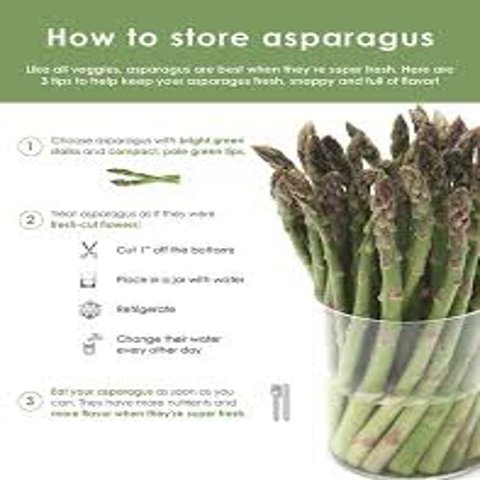 How to store asparagus
Like all veggies, asparagus are best when they're super fresh. Here are
3 tips to help keep your asparagus fresh, snappy and full of flavor!
1
Choose asparagus with bright green
stalks and compact, pale green tips.
2
Treat asparagus as if they were
fresh-cut flowers:
Cut 1" off the bottoms
Place in a jar with water
Refrigerate
Change their water
every other day
3
Eat your asparagus as soon as you
can. They have more nutrients and
more flavor when they're super fresh.